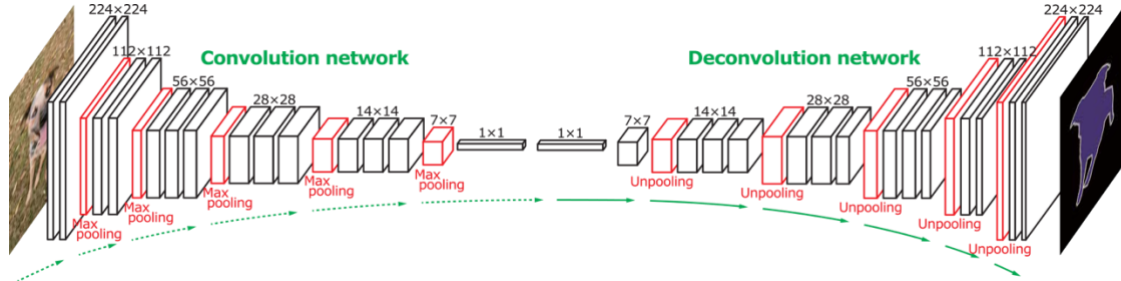 224×224
112×112
Convolution network
56×56
28×28
14×14
7×7
1×1
1×1
7×7
14×14
Deconvolution network
28×28
56×56
112×112
224×224
Max
pooling
Max
pooling
Max
pooling
Max
pooling
Max
pooling
Unpooling
Unpooling
Unpooling
Unpooling
Unpooling